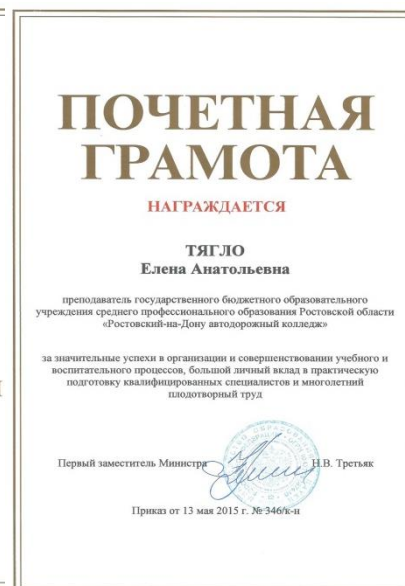 ПОЧЕТНАЯ
ГРАМОТА
НАГРАЖДАЕТСЯ
ТЯГЛО
Елена Анатольевна
преподаватель государственного бюджетного образовательного
учреждения среднего профессионального образования Ростовской области
«Ростовский-на-Дону автодорожный колледж»
за значительные успехи в организации и совершенствовании учебного и
воспитательного процессов, большой личный вклад в практическую
подготовку квалифицированных специалистов и многолетний
плодотворный труд
Первый заместитель Министра Н.В. Третьяк
Приказ от 13 мая 2015 г. № 346/к-н